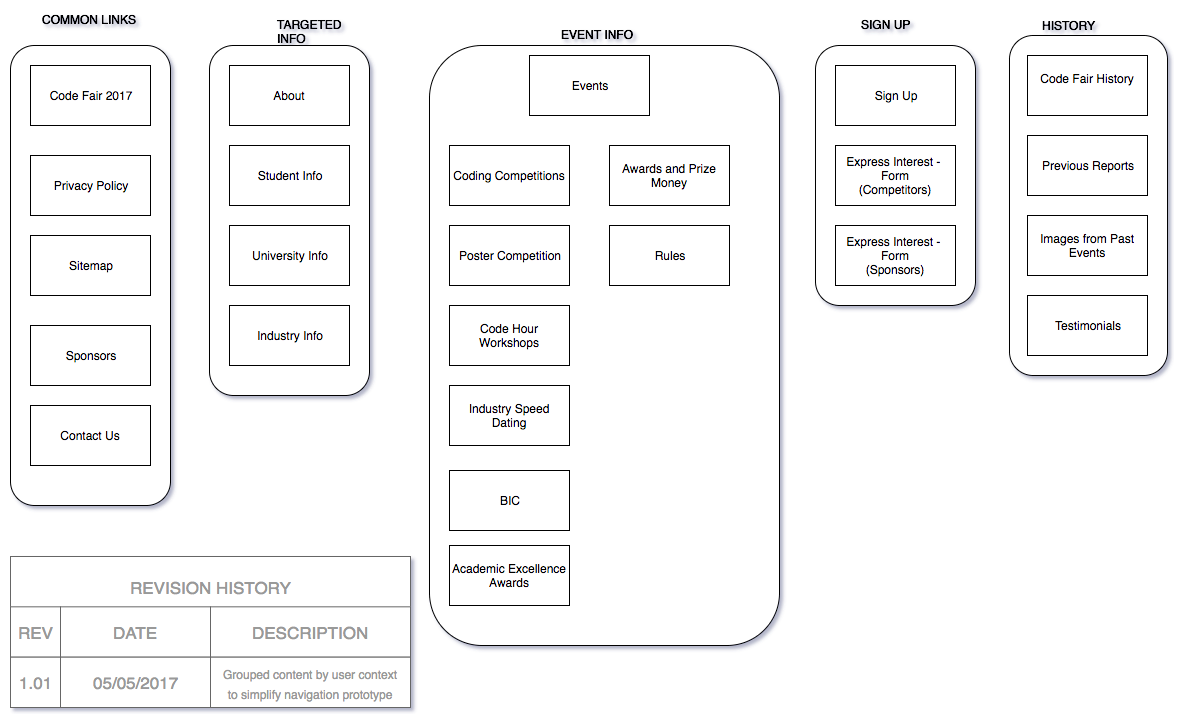 COMMON LINKS
Code Fair 2017
Privacy Policy
Sitemap
Sponsors
Contact Us
TARGETED
INFO
About
Student Info
University Info
Industry Info
EVENT INFO
Events
Coding Competitions
Poster Competition
Code Hour
Workshops
Industry Speed
Dating
BIC
Academic Excellence
Awards
Awards and Prize
Money
Rules
SIGN UP
Sign Up
Express Interest -
Form
(Competitors)
Express Interest -
Form
(Sponsors)
HISTORY
Code Fair History
Previous Reports
Images from Past
Events
Testimonials
REVISION HISTORY
REV DATE DESCRIPTION
1.01 05/05/2017 Grouped content by user context
to simplify navigation prototype